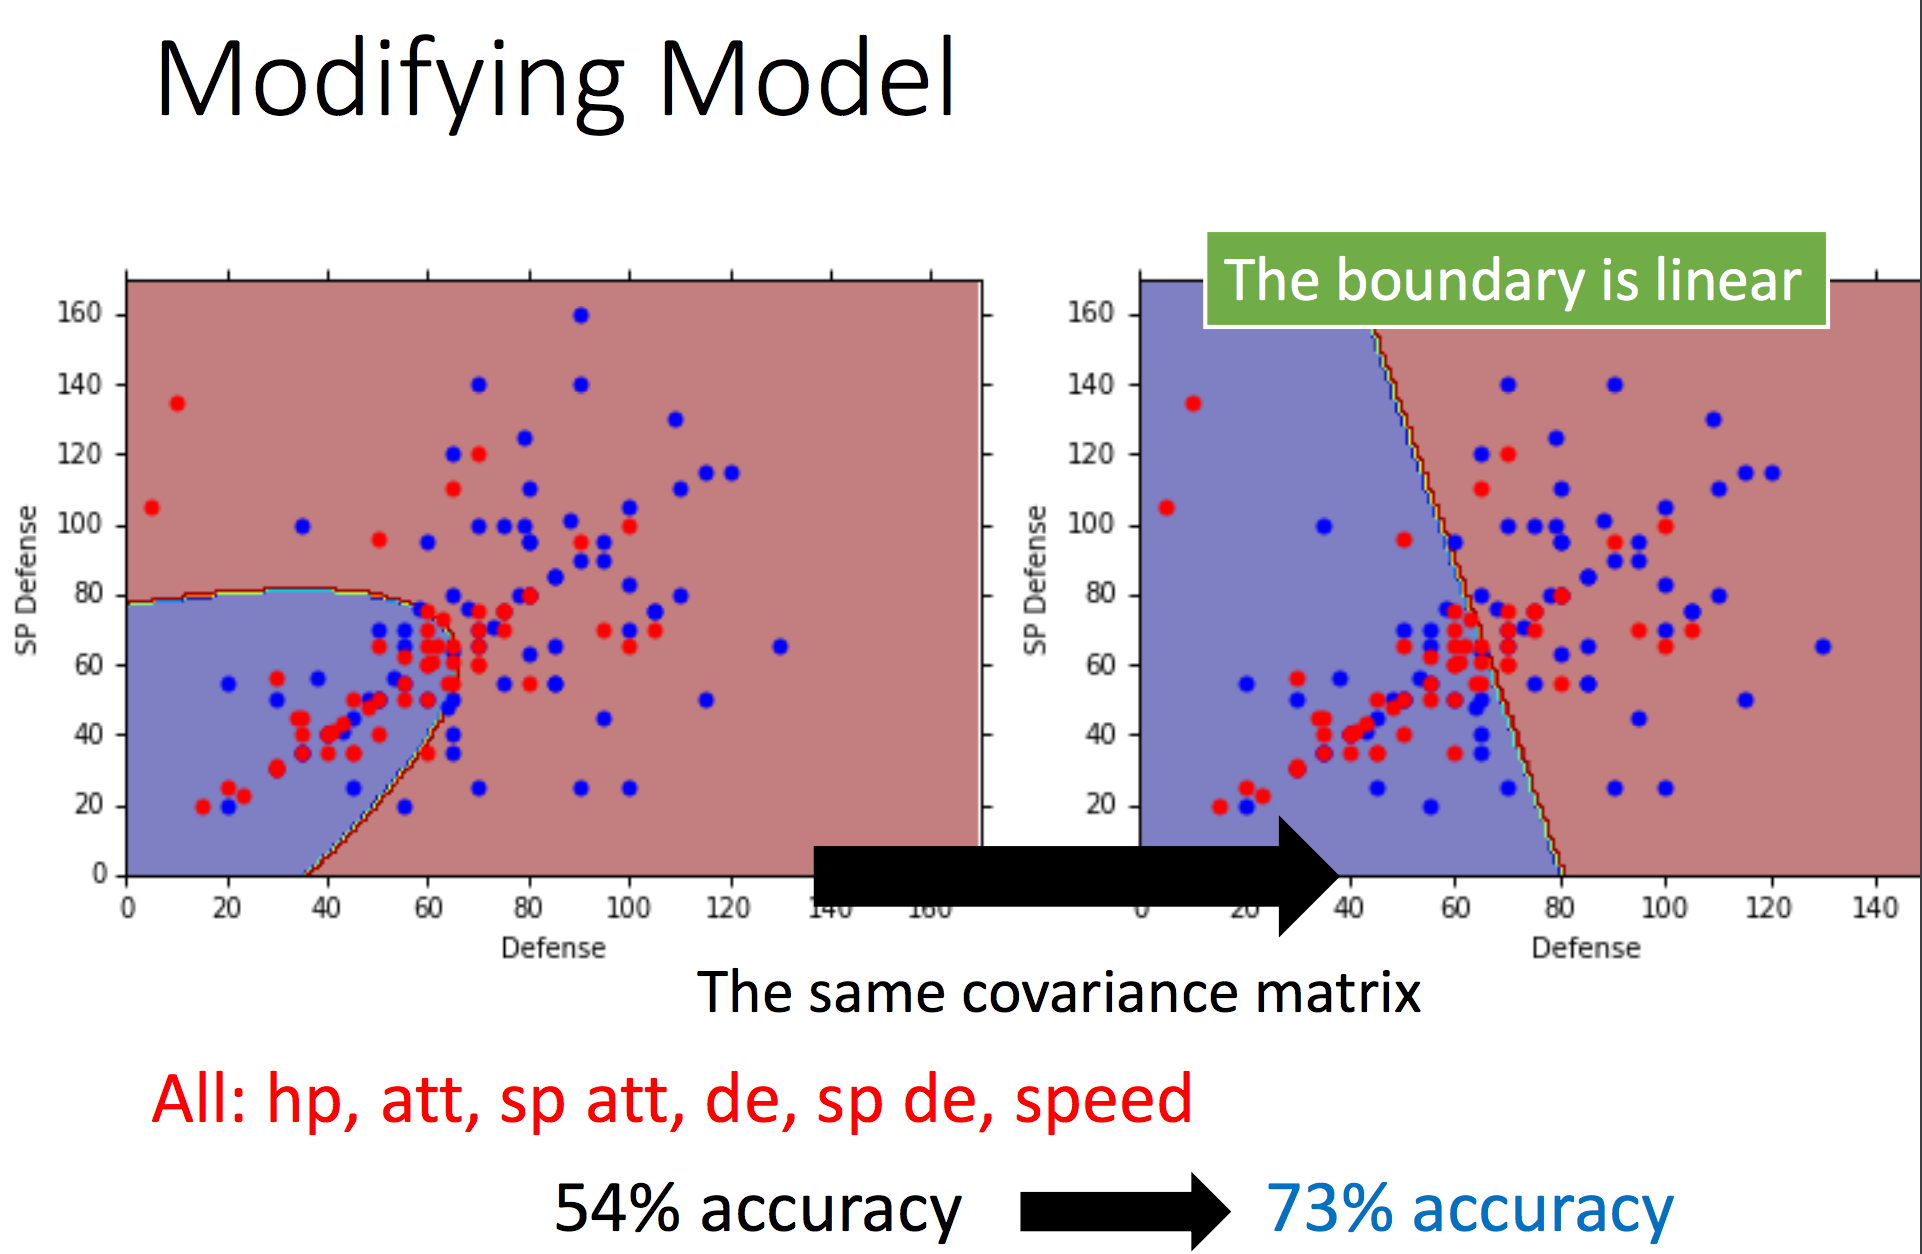 Modifying Model
The boundary is linear
160
140
120
100
80
60
40
20
0
SP Defense
0 20 40 60 80 100 120 140 160
Defense
160
140
120
100
80
60
40
20
SP Defense
0 20 40 60 80 100 120 140
Defense
The same covariance matrix
All: hp, att, sp att, de, sp de, speed
54% accuracy 73% accuracy